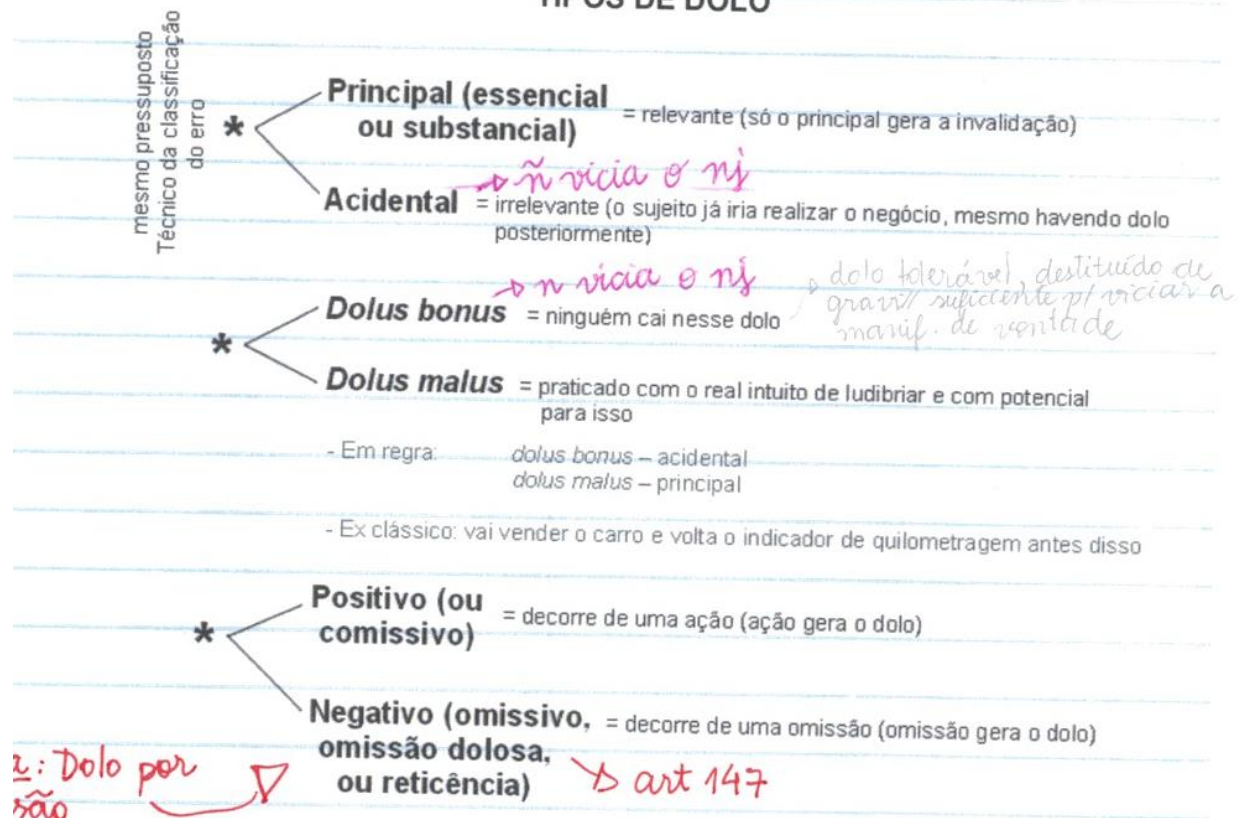 TIPOS DE DOLO
mesmo pressuposto
Técnico da classificação
do erro
* Principal (essencial
ou substancial) = relevante (só o principal gera a invalidação)
→ ñ vicia o nj
Acidental = irrelevante (o sujeito já iria realizar o negócio, mesmo havendo dolo
posteriormente)
→ n vicia o nj
dolo tolerável, destituído de
grav// suficiente p/ viciar a
manif. de vontade
* Dolus bonus = ninguém cai nesse dolo
Dolus malus = praticado com o real intuito de ludibriar e com potencial
para isso
- Em regra: dolus bonus – acidental
dolus malus – principal
- Ex clássico: vai vender o carro e volta o indicador de quilometragem antes disso
* Positivo (ou
comissivo) = decorre de uma ação (ação gera o dolo)
Negativo (omissivo, = decorre de uma omissão (omissão gera o dolo)
omissão dolosa,
ou reticência) → art 147
: Dolo por
são